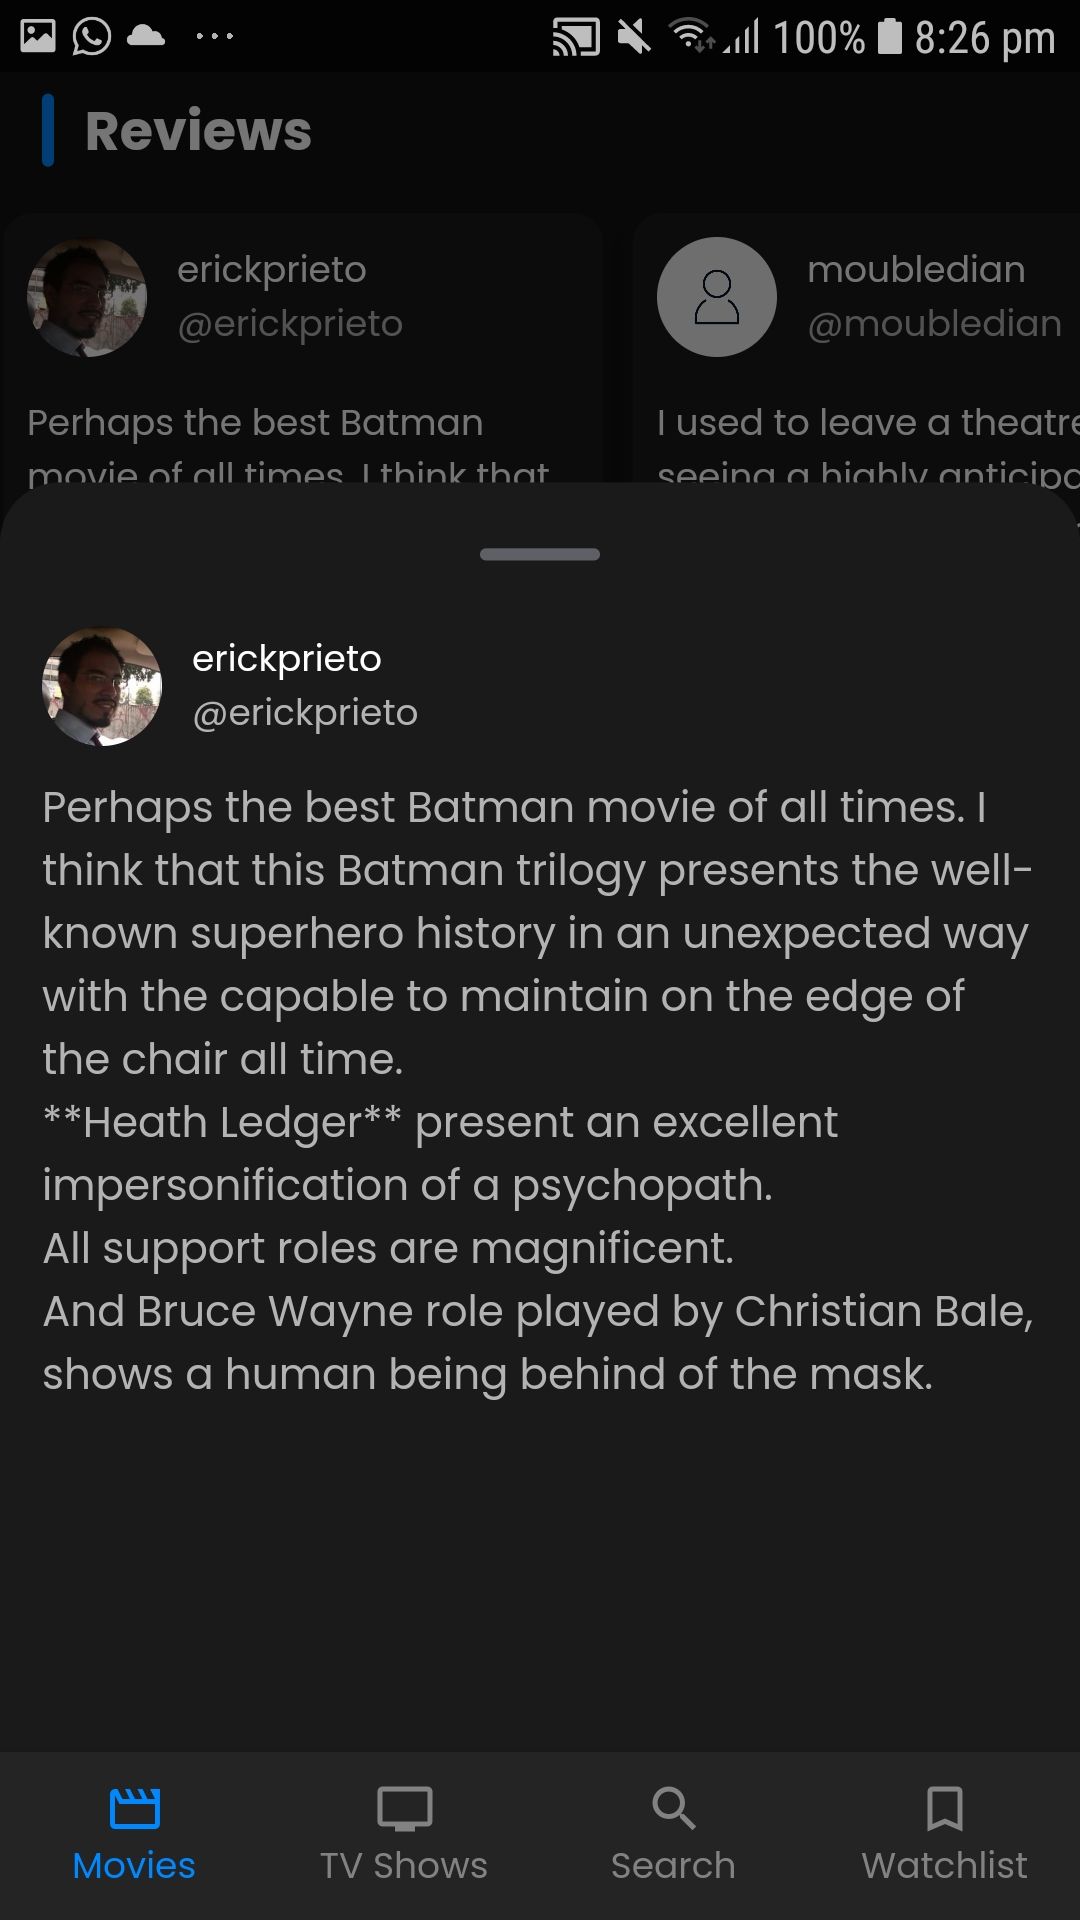 100% 8:26 pm
Reviews
erickprieto
@erickprieto
Perhaps the best Batman
movie of all times. I think that
moubledian
@moubledian
I used to leave a theatre
seeing a highly
erickprieto
@erickprieto
Perhaps the best Batman movie of all times. I
think that this Batman trilogy presents the well-
known superhero history in an unexpected way
with the capable to maintain on the edge of
the chair all time.
**Heath Ledger** present an excellent
impersonification of a psychopath.
All support roles are magnificent.
And Bruce Wayne role played by Christian Bale,
shows a human being behind of the mask.
Movies
TV Shows
Search
Watchlist